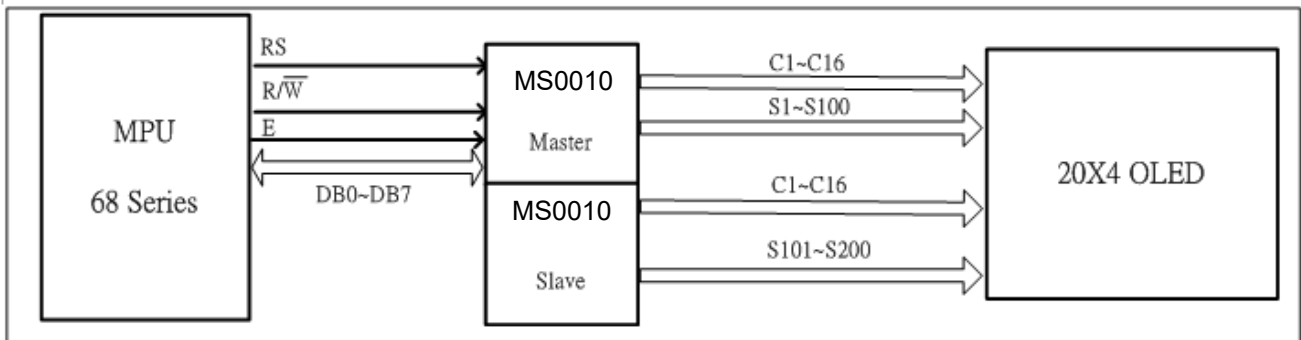 MPU
68 Series
RS
R/W̅
E
DB0~DB7
MS0010
Master
MS0010
Slave
C1~C16
S1~S100
C1~C16
S101~S200
20X4 OLED